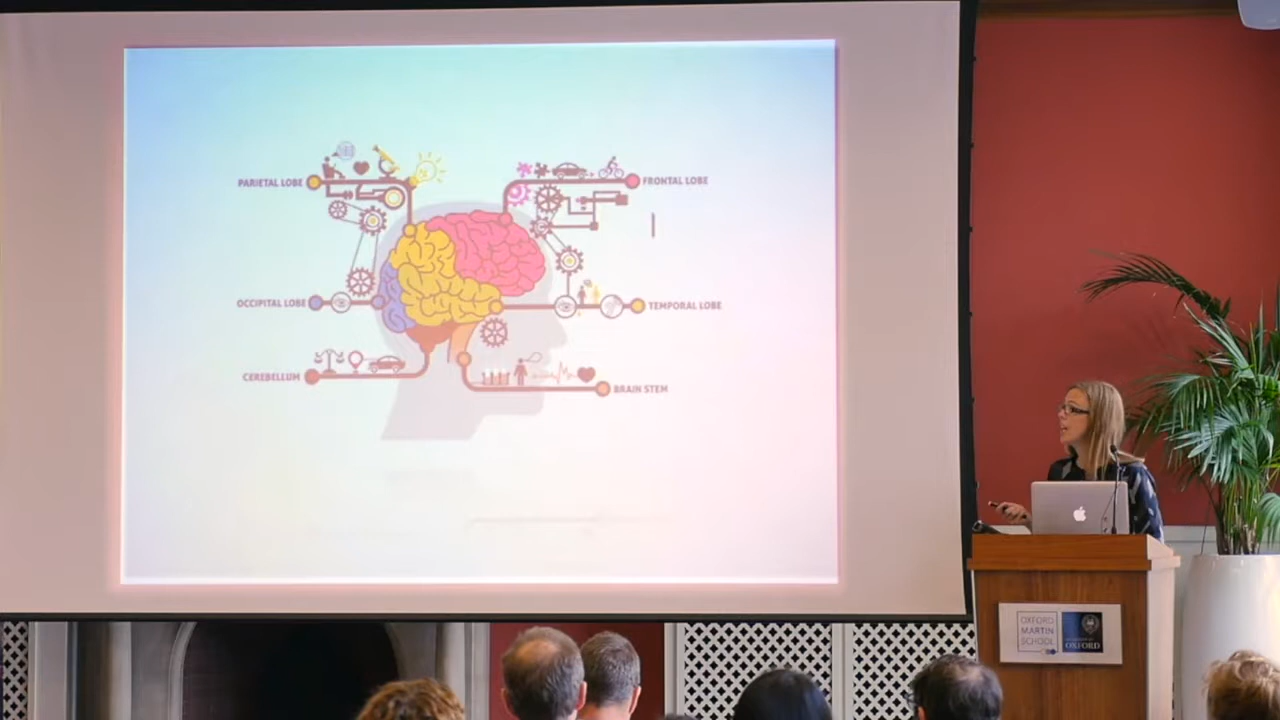 PARIETAL LOBE
FRONTAL LOBE
OCCIPITAL LOBE
TEMPORAL LOBE
CEREBELLUM
BRAIN STEM
OXFORD
MARTIN
SCHOOL
OXFORD